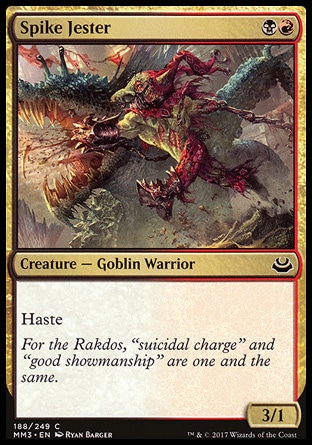 Spike Jester
Creature — Goblin Warrior
Haste
For the Rakdos, “suicidal charge” and
“good showmanship” are one and the
same.
3/1
188/249 C
MM3 • EN Ryan Barger
™ & © 2017 Wizards of the Coast